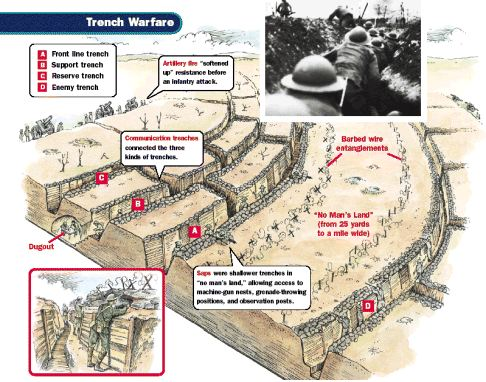 Trench Warfare
A Front line trench
B Support trench
C Reserve trench
D Enemy trench
Artillery fire “softened
up” resistance before
an infantry attack.
Communication trenches
connected the three
kinds of trenches.
Barbed wire
entanglements
C
B
A
“No Man’s Land”
(from 25 yards
to a mile wide)
Dugout
Saps were shallower trenches in
“no man’s land,” allowing access to
machine-gun nests, grenade-throwing
positions, and observation posts.
D